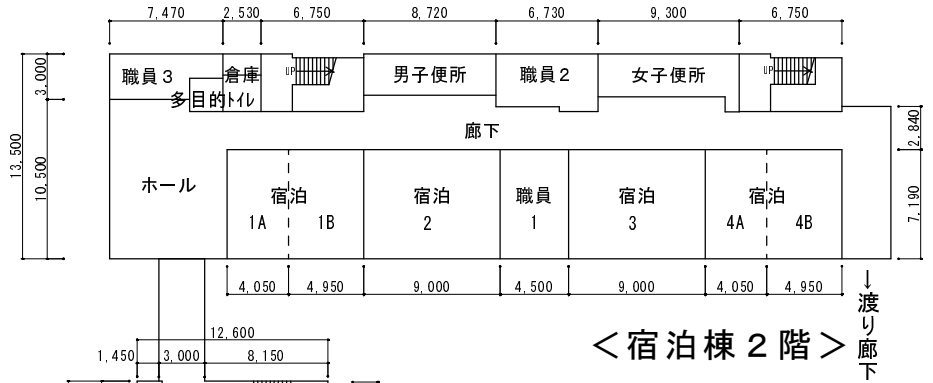 7,470 2,530 6,750 8,720 6,730 9,300 6,750
職員3 倉庫 UP 男子便所 職員2 女子便所 UP
多目的トイレ
3,000
13,500
10,500
廊下
2,840
7,190
ホール
宿泊 宿泊 職員 宿泊 宿泊
1A 1B 2 1 3 4A 4B
4,050 4,950 9,000 4,500 9,000 4,050 4,950
12,600
1,450 3,000 8,150
<宿泊棟2階>
↓渡り廊下